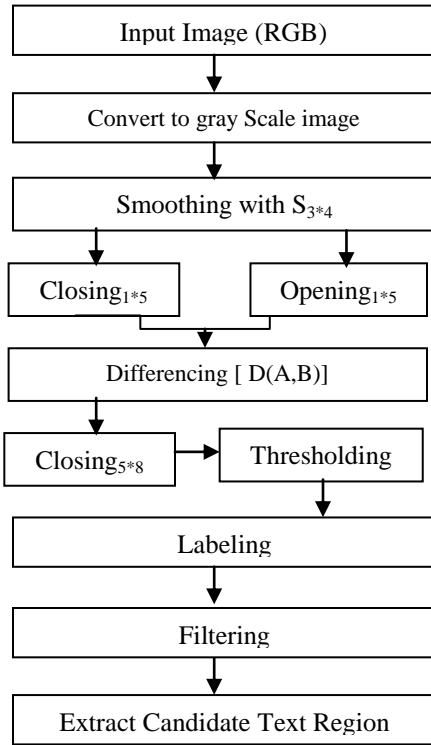 Input Image (RGB)
Convert to gray Scale image
Smoothing with S3*4
Closing1*5
Opening1*5
Differencing [ D(A,B)]
Closing5*8
Thresholding
Labeling
Filtering
Extract Candidate Text Region